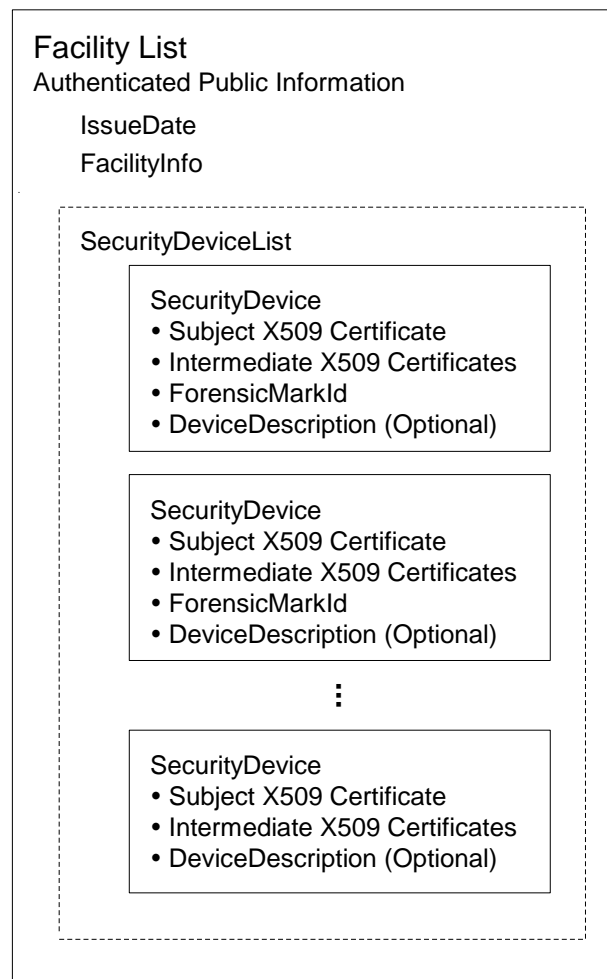 Facility List
Authenticated Public Information
IssueDate
FacilityInfo
SecurityDeviceList
SecurityDevice
• Subject X509 Certificate
• Intermediate X509 Certificates
• ForensicMarkId
• DeviceDescription (Optional)
SecurityDevice
• Subject X509 Certificate
• Intermediate X509 Certificates
• ForensicMarkId
• DeviceDescription (Optional)
⋮
SecurityDevice
• Subject X509 Certificate
• Intermediate X509 Certificates
• DeviceDescription (Optional)